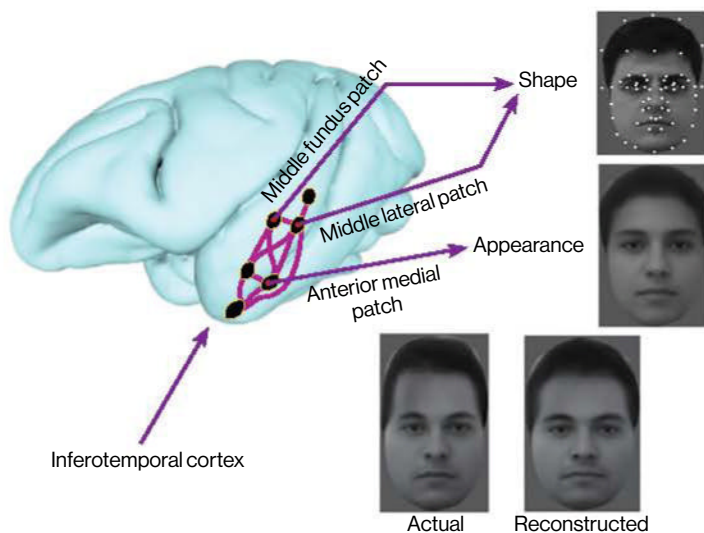 Middle fundus patch
Shape
Middle lateral patch
Appearance
Anterior medial
patch
Inferotemporal cortex
Actual
Reconstructed